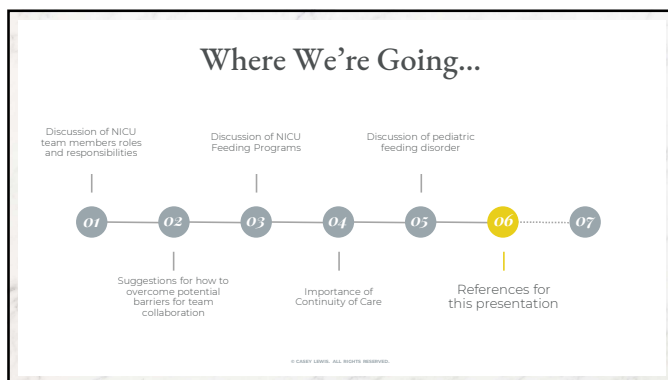 Where We're Going...
Discussion of NICU
team members roles
and responsibilities
Discussion of NICU
Feeding Programs
Discussion of pediatric
feeding disorder
01
02
03
04
05
06
07
Suggestions for how to
overcome potential
barriers for team
collaboration
Importance of
Continuity of Care
References for
this presentation
© CASEY LEWIS. ALL RIGHTS RESERVED.